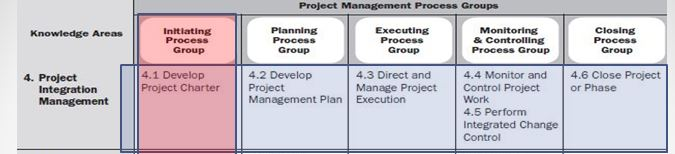 Project Management Process Groups
Knowledge Areas
Initiating
Process
Group
Planning
Process
Group
Executing
Process
Group
Monitoring
& Controlling
Process Group
Closing
Process
Group
4. Project
Integration
Management
4.1 Develop
Project Charter
4.2 Develop
Project
Management Plan
4.3 Direct and
Manage Project
Execution
4.4 Monitor and
Control Project
Work
4.5 Perform
Integrated Change
Control
4.6 Close Project
or Phase